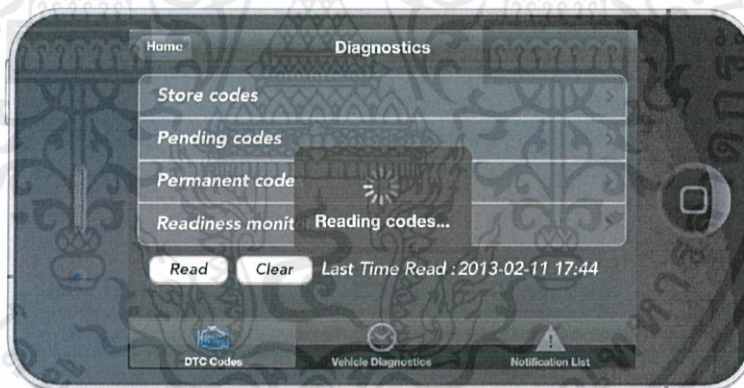 Home
Diagnostics
Store codes
Pending codes
Permanent code
Readiness monit
Reading codes...
Read
Clear
Last Time Read : 2013-02-11 17:44
DTC Codes
Vehicle Diagnostics
Notification List